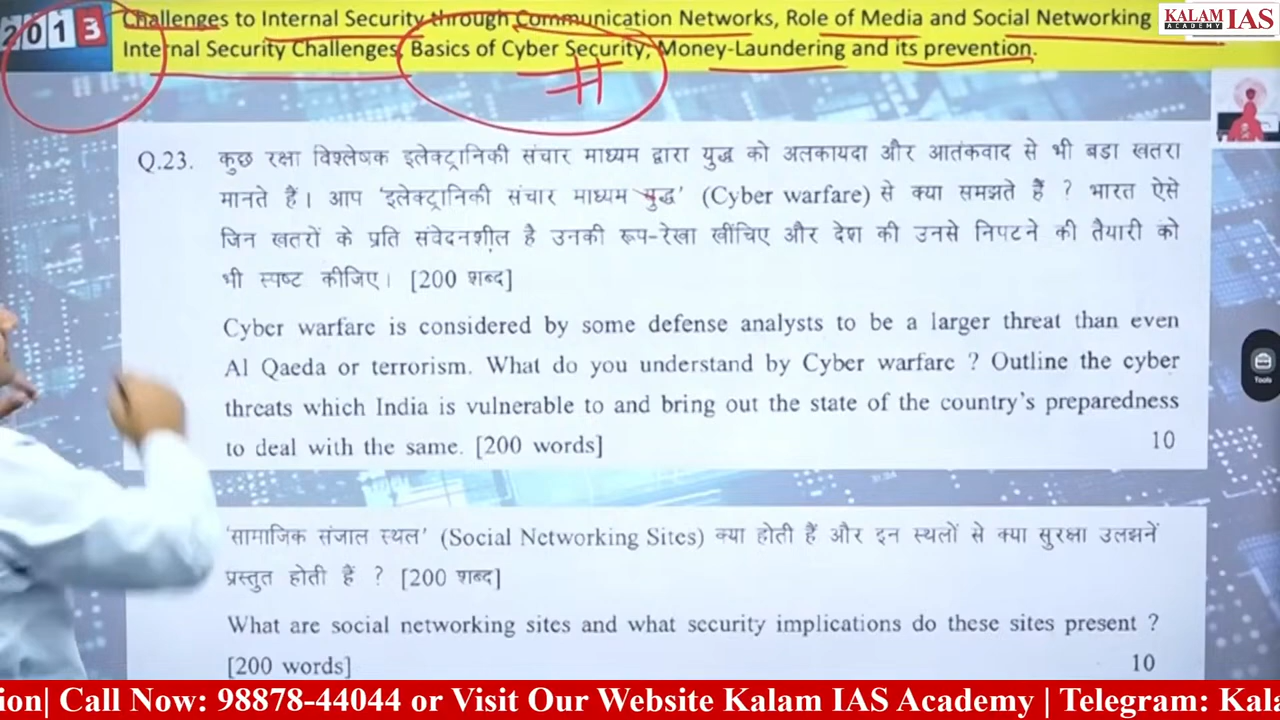 2013
Challenges to Internal Security through Communication Networks, Role of Media and Social Networking
Internal Security Challenges, Basics of Cyber Security, Money-Laundering and its prevention.
KALAM IAS
ACADEMY
Q.23. कुछ रक्षा विश्लेषक इलेक्ट्रानिकी संचार माध्यम द्वारा युद्ध को अलकायदा और आतंकवाद से भी बड़ा खतरा
मानते हैं। आप 'इलेक्ट्रानिकी संचार माध्यम युद्ध' (Cyber warfare) से क्या समझते हैं ? भारत ऐसे
जिन खतरों के प्रति संवेदनशील है उनकी रूप-रेखा खींचिए और देश की उनसे निपटने की तैयारी को
भी स्पष्ट कीजिए। [200 शब्द]
Cyber warfare is considered by some defense analysts to be a larger threat than even
Al Qaeda or terrorism. What do you understand by Cyber warfare ? Outline the cyber
threats which India is vulnerable to and bring out the state of the country's preparedness
to deal with the same. [200 words] 10
Tools
'सामाजिक संजाल स्थल' (Social Networking Sites) क्या होती हैं और इन स्थलों से क्या सुरक्षा उलझनें
प्रस्तुत होती हैं ? [200 शब्द]
What are social networking sites and what security implications do these sites present ?
[200 words] 10
ion| Call Now: 98878-44044 or Visit Our Website Kalam IAS Academy | Telegram: Kala